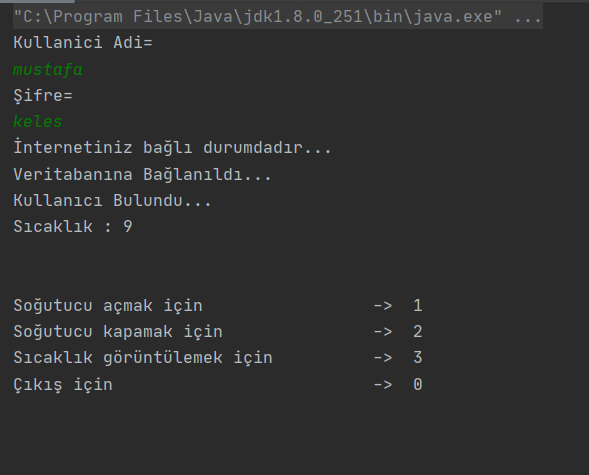 "C:\Program Files\Java\jdk1.8.0_251\bin\java.exe" ...
Kullanici Adi=
mustafa
Şifre=
keles
İnternetiniz bağlı durumdadır...
Veritabanına Bağlanıldı...
Kullanıcı Bulundu...
Sıcaklık : 9
Soğutucu açmak için -> 1
Soğutucu kapamak için -> 2
Sıcaklık görüntülemek için -> 3
Çıkış için -> 0